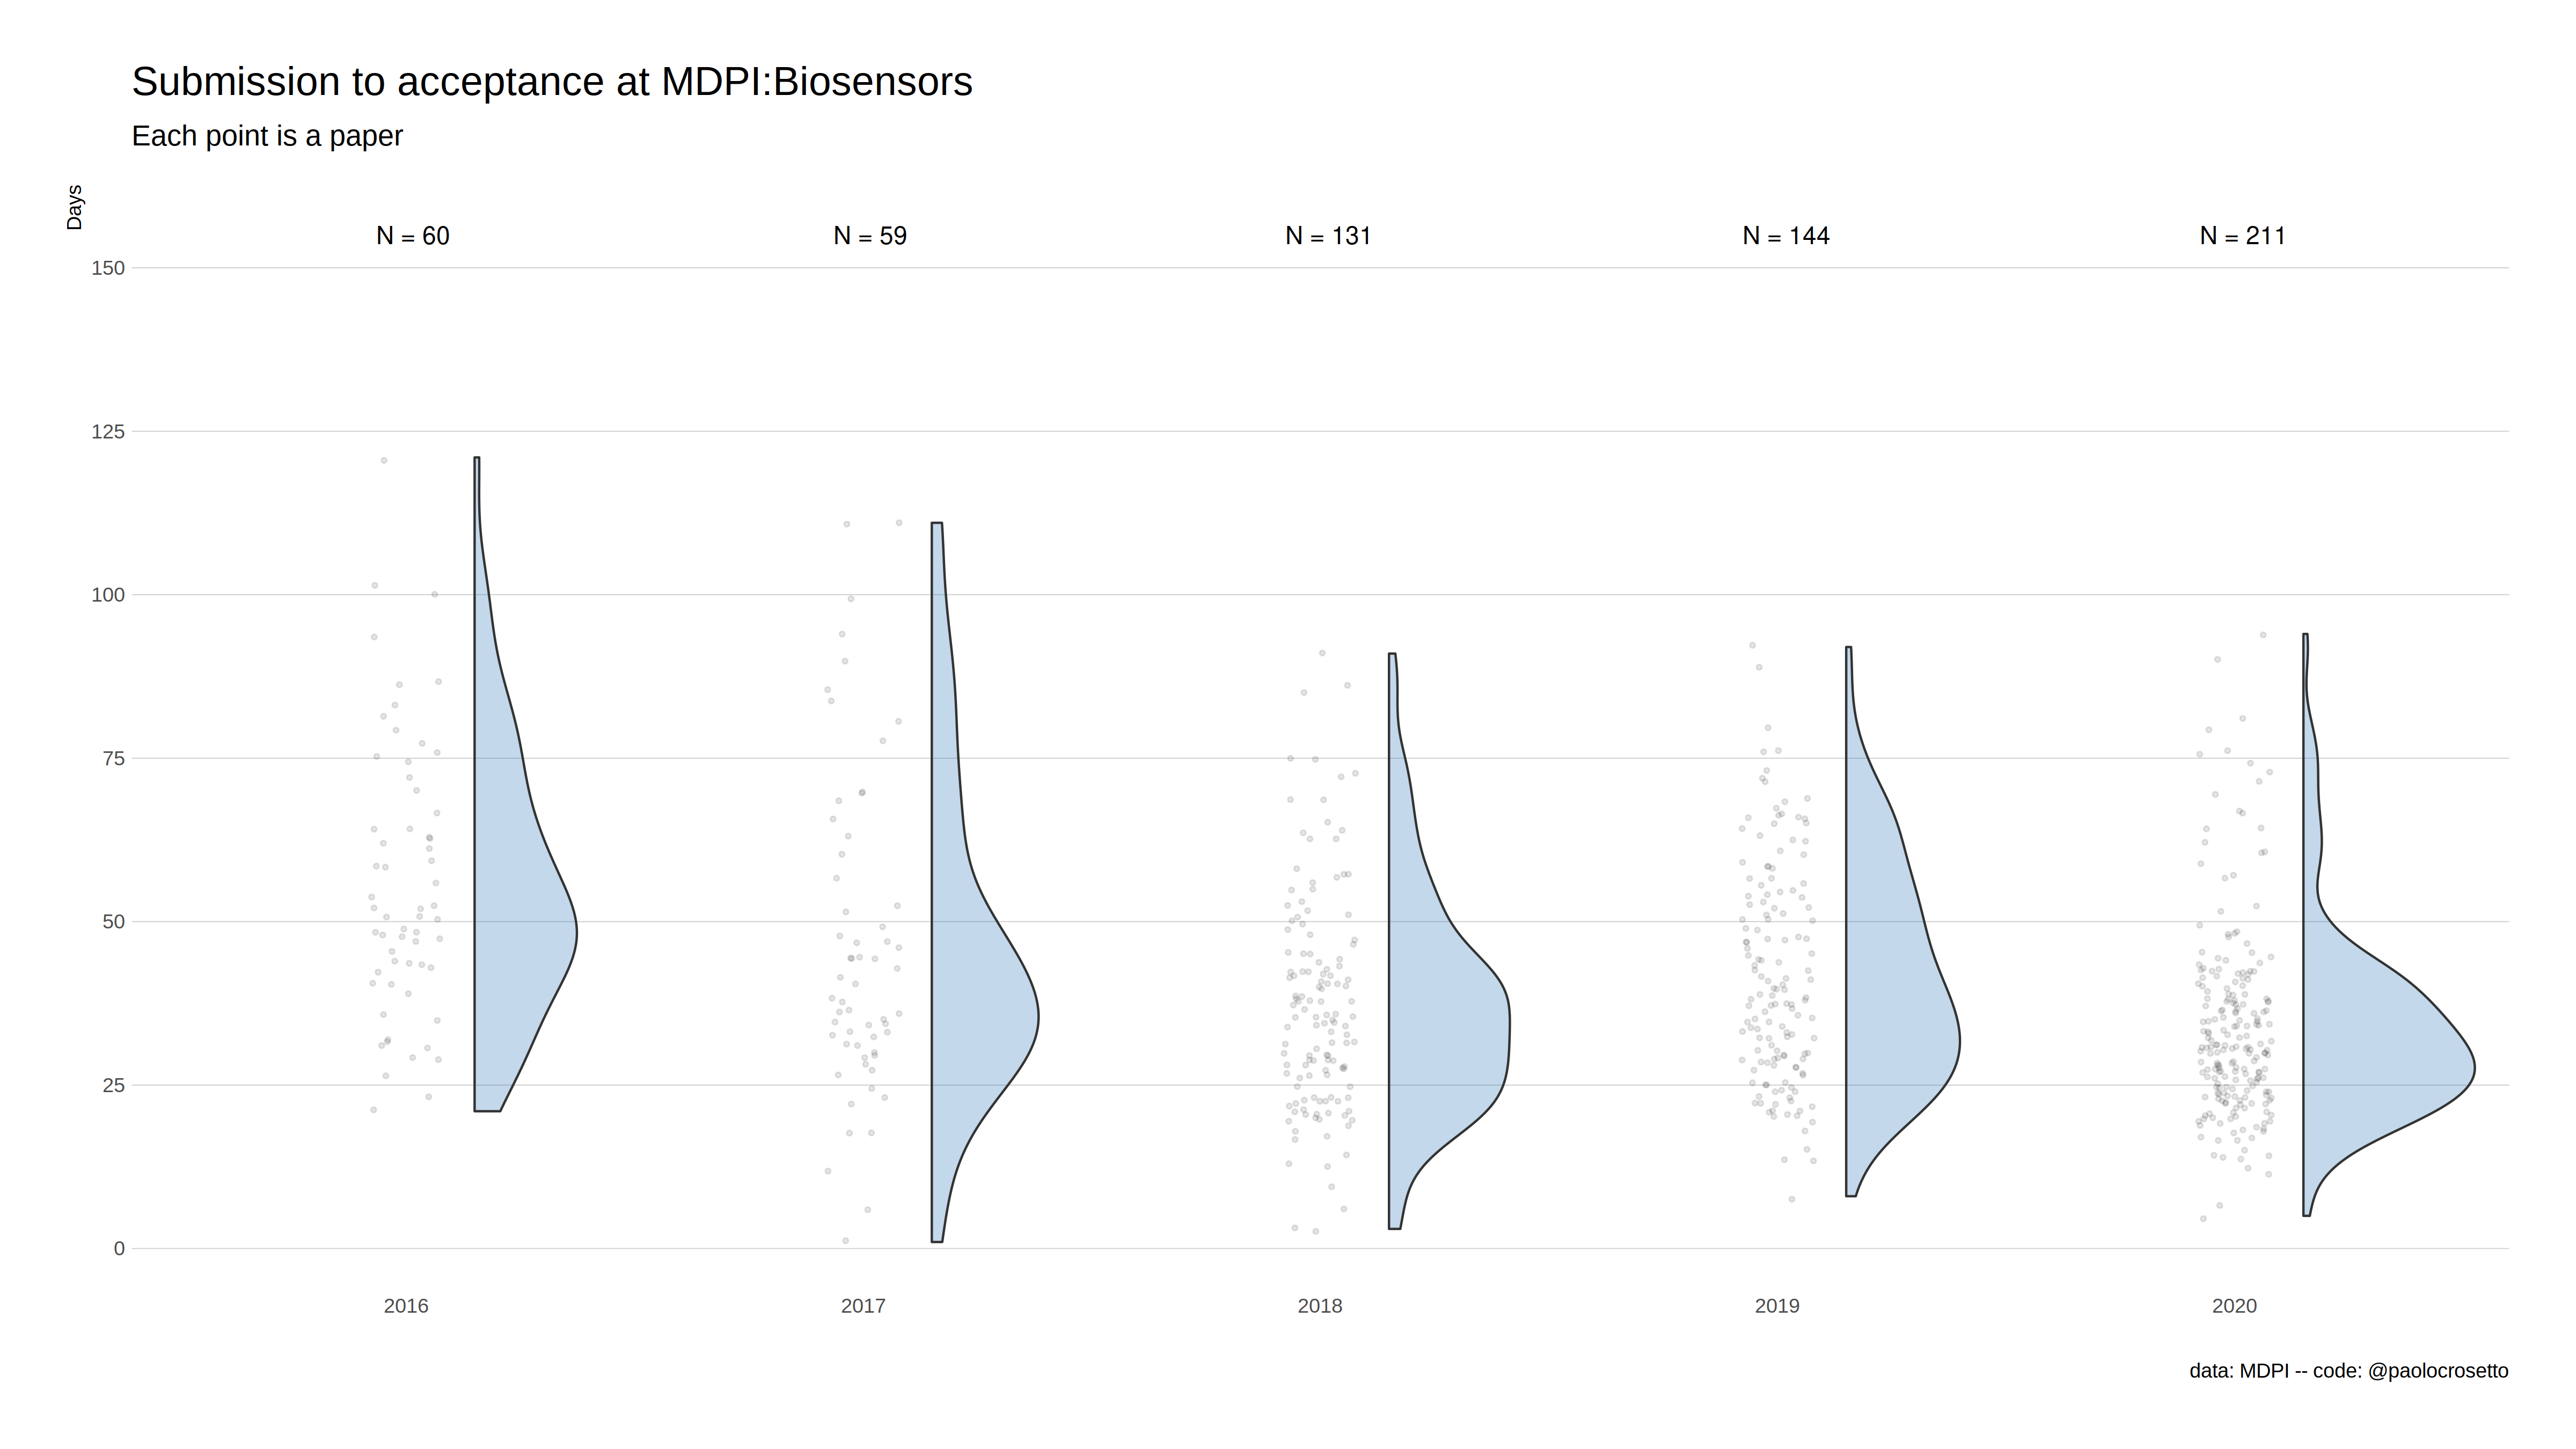 Submission to acceptance at MDPI:Biosensors
Each point is a paper
Days
N = 60 N = 59 N = 131 N = 144 N = 211
150
125
100
75
50
25
0
2016 2017 2018 2019 2020
data: MDPI -- code: @paolocrosetto